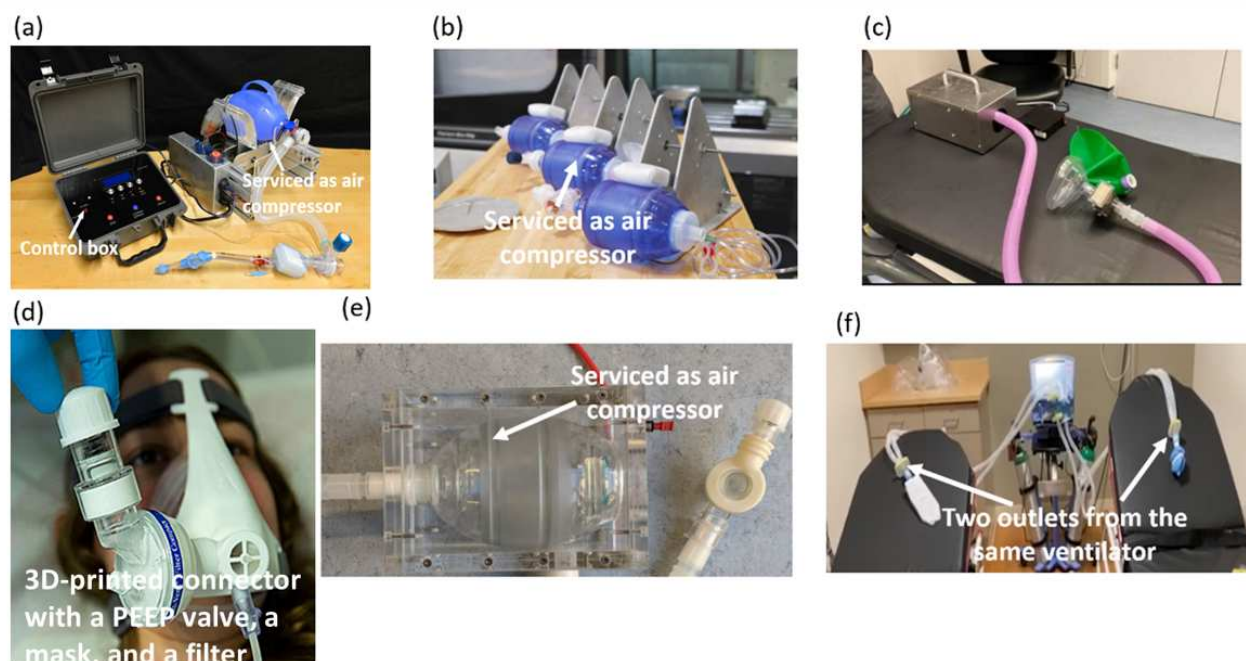 (a)
Serviced as air
compressor
Control box
(b)
Serviced as air
compressor
(c)
(d)
3D-printed connector
with a PEEP valve, a
mask, and a filter
(e)
Serviced as air
compressor
(f)
Two outlets from the
same ventilator